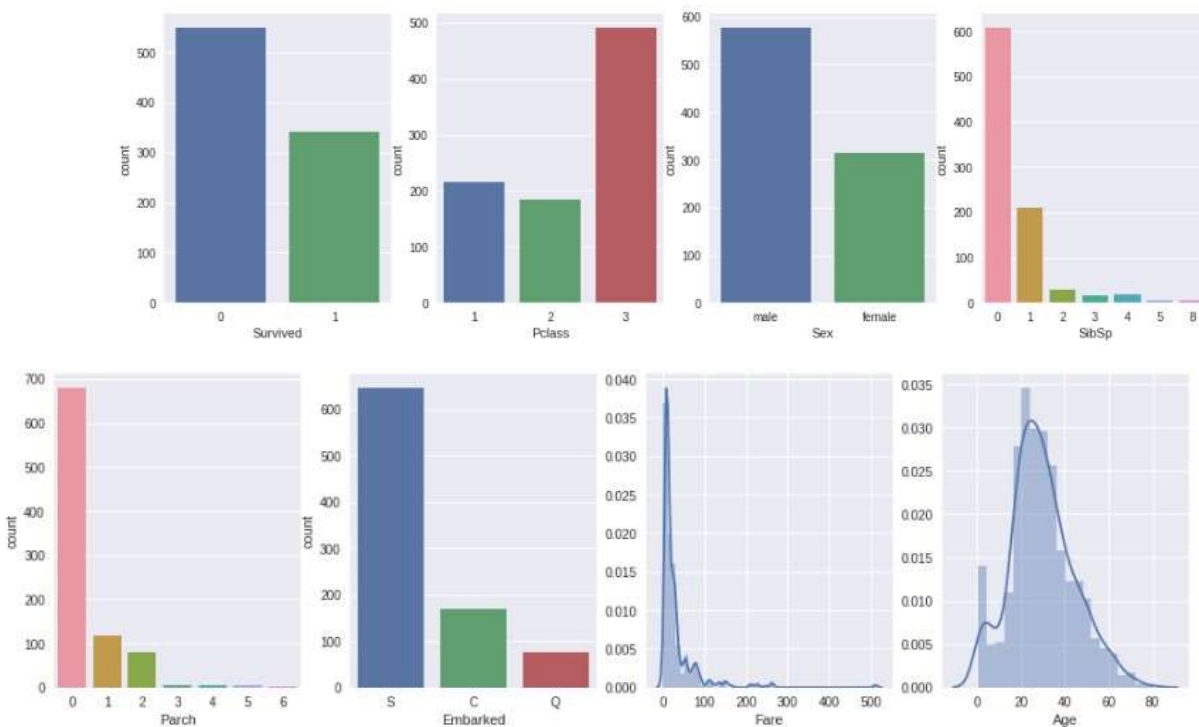 count
500
400
300
200
100
0
0 1
Survived
count
500
400
300
200
100
0
1 2 3
Pclass
count
600
500
400
300
200
100
0
male female
Sex
count
600
500
400
300
200
100
0
0 1 2 3 4 5 8
SibSp
count
700
600
500
400
300
200
100
0
0 1 2 3 4 5 6
Parch
count
600
500
400
300
200
100
0
S C Q
Embarked
0.040
0.035
0.030
0.025
0.020
0.015
0.010
0.005
0.000
0 100 200 300 400 500
Fare
0.035
0.030
0.025
0.020
0.015
0.010
0.005
0.000
0 20 40 60 80
Age